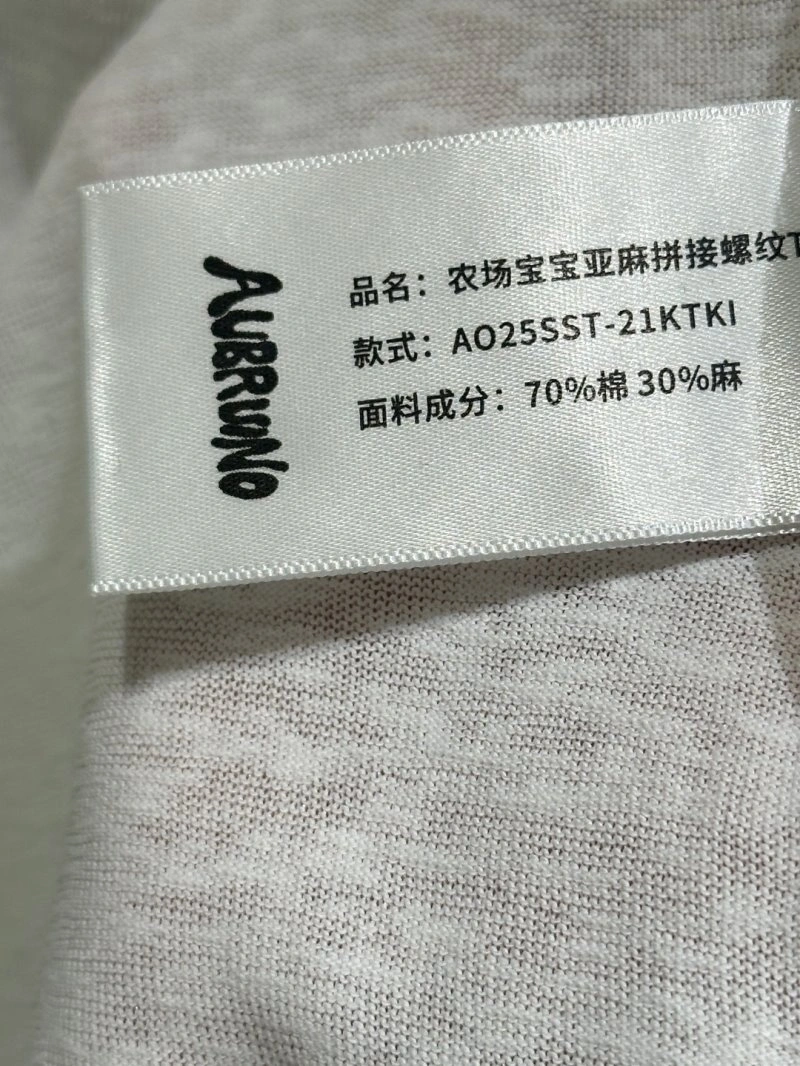 AUBRUNO
品名：农场宝宝亚麻拼接螺纹T
款式：AO25SST-21KTKI
面料成分：70%棉 30%麻